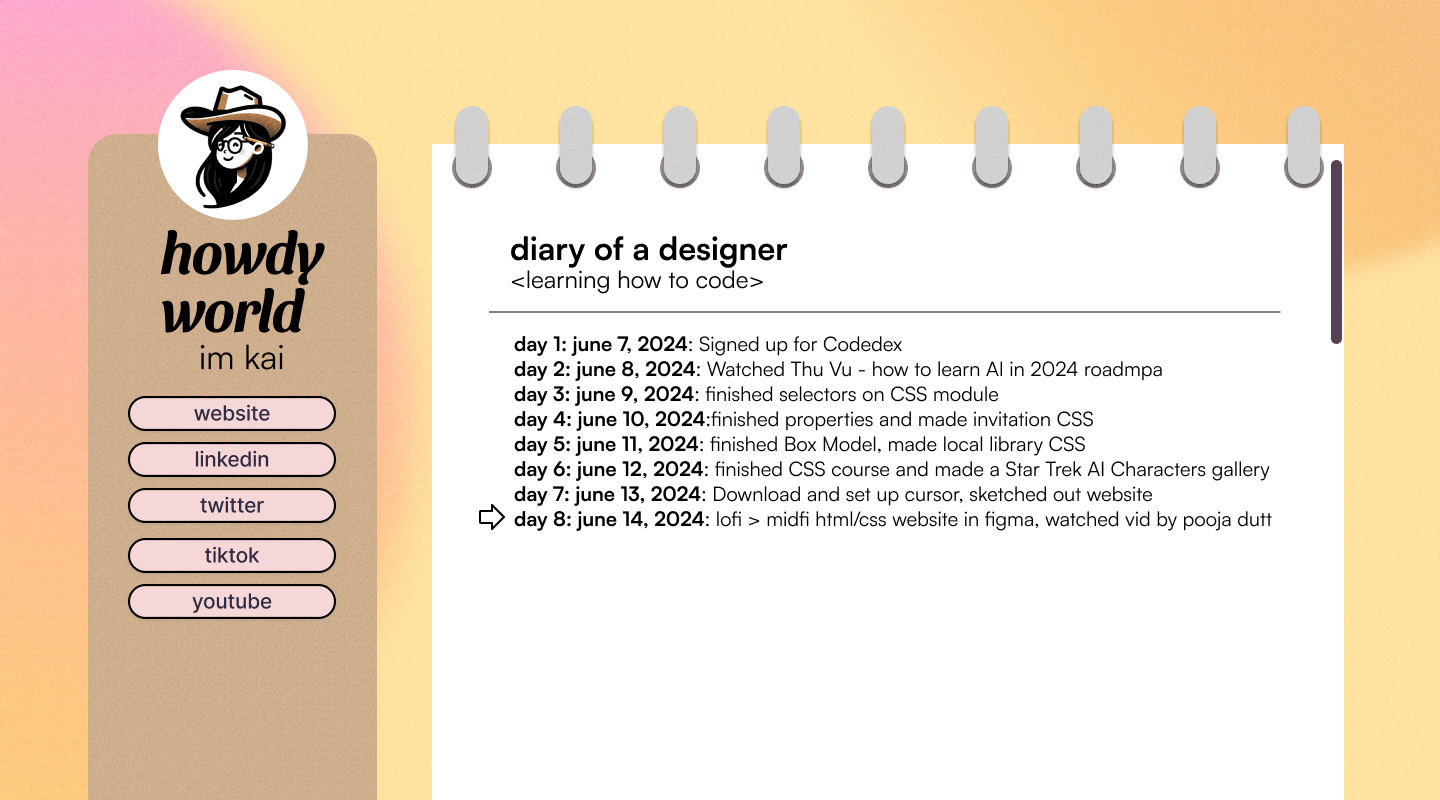 howdy
world
im kai
website
linkedin
twitter
tiktok
youtube
diary of a designer
<learning how to code>
day 1: june 7, 2024: Signed up for Codedex
day 2: june 8, 2024: Watched Thu Vu - how to learn AI in 2024 roadmpa
day 3: june 9, 2024: finished selectors on CSS module
day 4: june 10, 2024:finished properties and made invitation CSS
day 5: june 11, 2024: finished Box Model, made local library CSS
day 6: june 12, 2024: finished CSS course and made a Star Trek AI Characters gallery
day 7: june 13, 2024: Download and set up cursor, sketched out website
day 8: june 14, 2024: lofi > midfi html/css website in figma, watched vid by pooja dutt